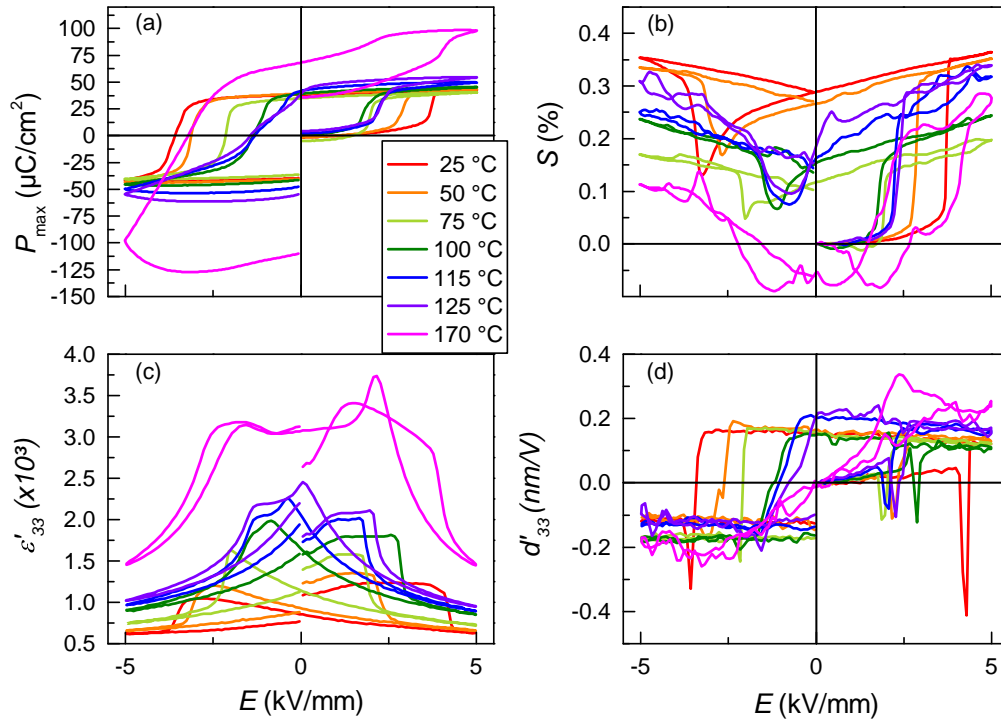 (a)
100
75
50
25
0
-25
-50
-75
-100
-125
-150
P_max (µC/cm²)
25 °C
50 °C
75 °C
100 °C
115 °C
125 °C
170 °C
(b)
0.4
0.3
0.2
0.1
0.0
S (%)
(c)
4.0
3.5
3.0
2.5
2.0
1.5
1.0
0.5
ε'₃₃ (x10³)
-5 0 5
E (kV/mm)
(d)
0.4
0.2
0.0
-0.2
-0.4
d'₃₃ (nm/V)
-5 0 5
E (kV/mm)